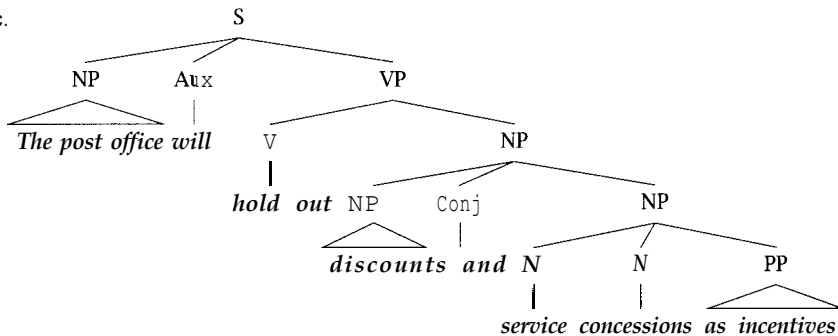 c.
S
NP Aux VP
The post office will V NP
hold out NP Conj NP
discounts and N N PP
service concessions as incentives